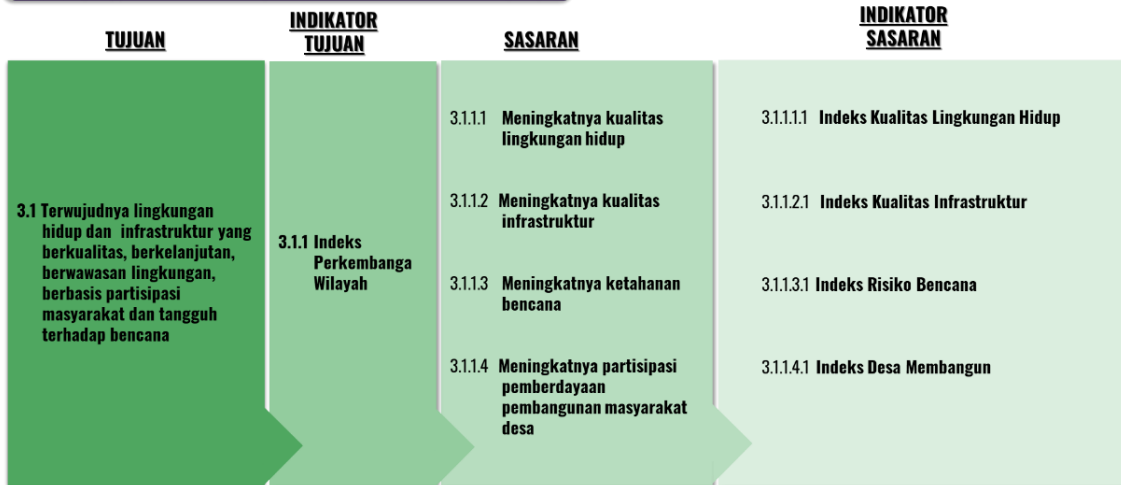 TUJUAN
INDIKATOR
TUJUAN
SASARAN
INDIKATOR
SASARAN
3.1 Terwujudnya lingkungan
hidup dan infrastruktur yang
berkualitas, berkelanjutan,
berwawasan lingkungan,
berbasis partisipasi
masyarakat dan tangguh
terhadap bencana
3.1.1 Indeks
Perkembanga
Wilayah
3.1.1.1 Meningkatnya kualitas
lingkungan hidup
3.1.1.2 Meningkatnya kualitas
infrastruktur
3.1.1.3 Meningkatnya ketahanan
bencana
3.1.1.4 Meningkatnya partisipasi
pemberdayaan
pembangunan masyarakat
desa
3.1.1.1.1 Indeks Kualitas Lingkungan Hidup
3.1.1.2.1 Indeks Kualitas Infrastruktur
3.1.1.3.1 Indeks Risiko Bencana
3.1.1.4.1 Indeks Desa Membangun